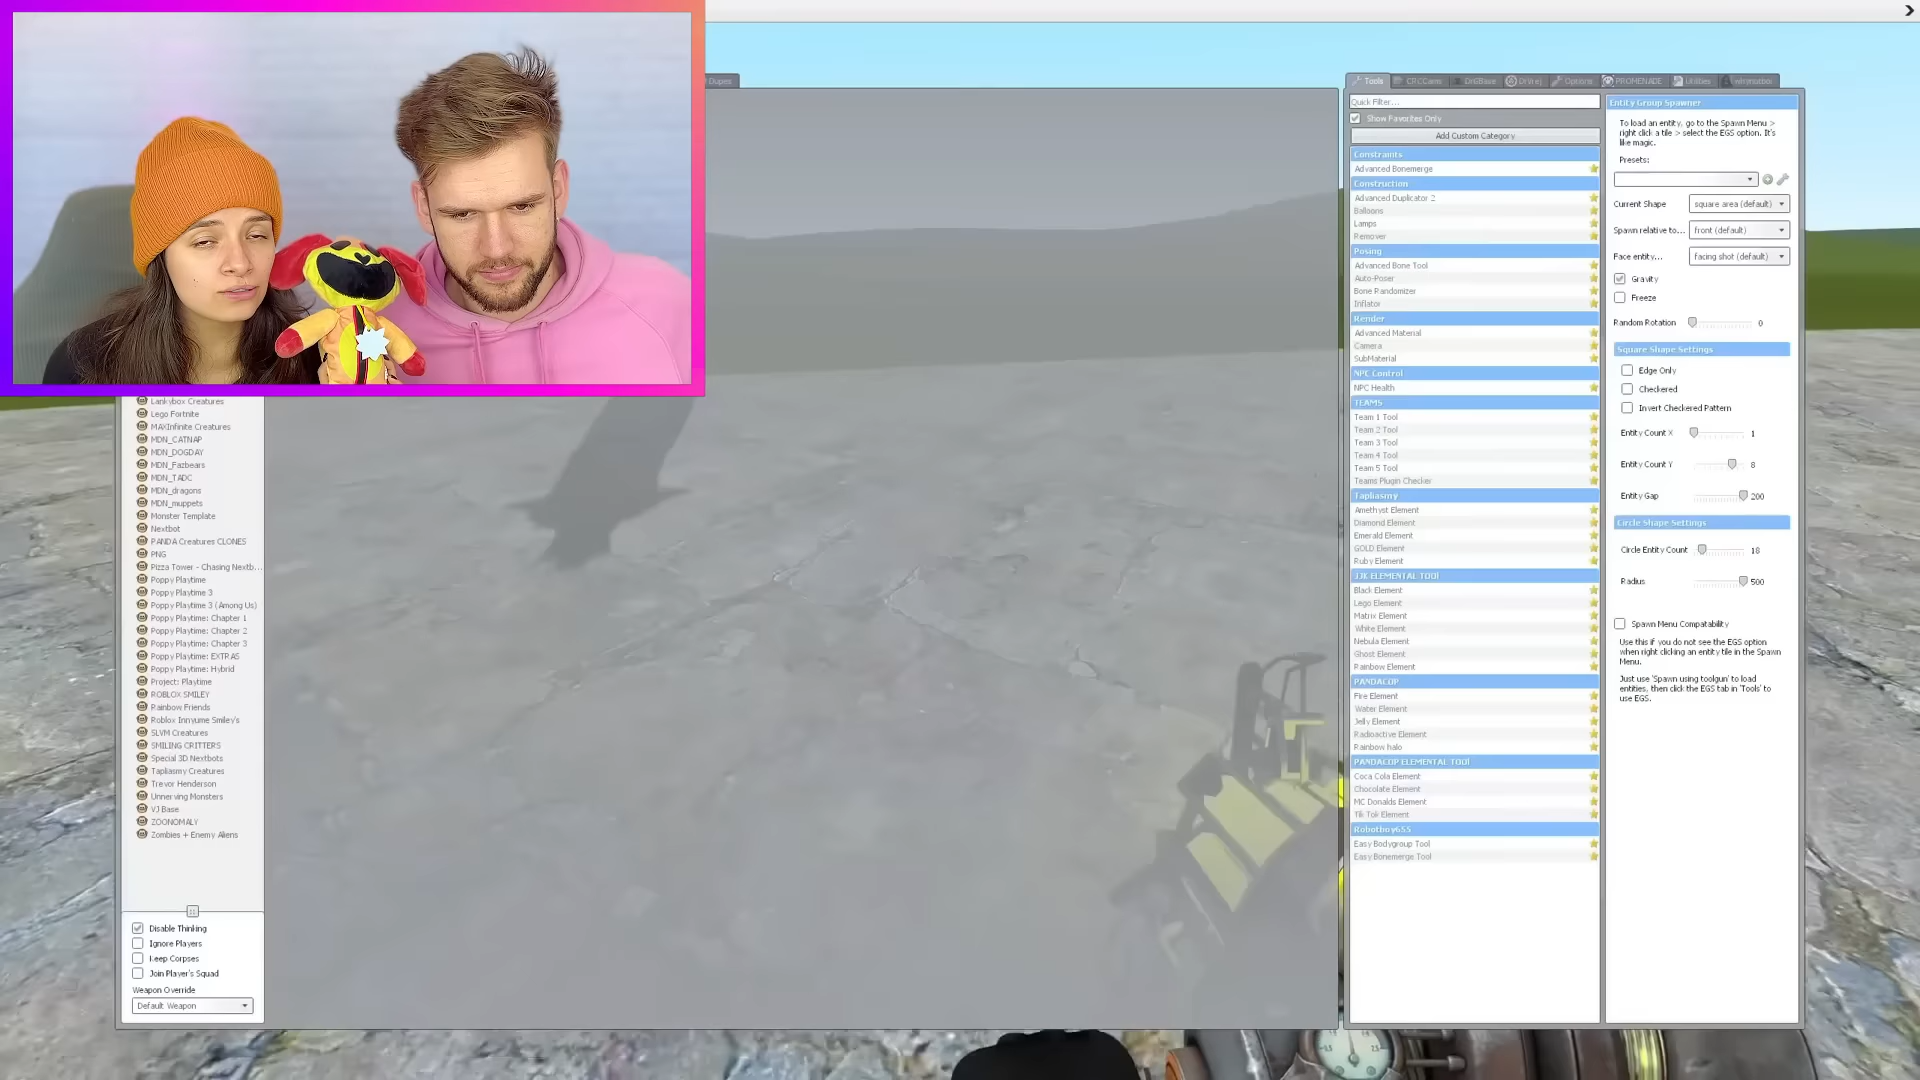 Dupes
Lankybox Creatures
Lego Fortnite
MAXInfinite Creatures
MDN_CATNAP
MDN_DOGDAY
MDN_Fazbears
MDN_TADC
MDN_dragons
MDN_muppets
Monster Template
Nextbot
PANDA Creatures CLONES
PNG
Pizza Tower - Chasing Nextb...
Poppy Playtime
Poppy Playtime 3
Poppy Playtime 3 (Among Us)
Poppy Playtime: Chapter 1
Poppy Playtime: Chapter 2
Poppy Playtime: Chapter 3
Poppy Playtime: EXTRAS
Poppy Playtime: Hybrid
Project: Playtime
ROBLOX SMILEY
Rainbow Friends
Roblox Innyume Smiley's
SLVM Creatures
SMILING CRITTERS
Special 3D Nextbots
Tapliasmy Creatures
Trevor Henderson
Unnerving Monsters
VJ Base
ZOONOMALY
Zombies + Enemy Aliens
Disable Thinking
Ignore Players
Keep Corpses
Join Player's Squad
Weapon Override
Default Weapon
Tools
CRCCams
DrGBase
Options
PROMENADE
Utilities
Quick Filter...
Show Favorites Only
Add Custom Category
Constraints
Advanced Bonemerge
Construction
Advanced Duplicator 2
Balloons
Lamps
Remover
Posing
Advanced Bone Tool
Auto-Poser
Bone Randomizer
Inflator
Render
Advanced Material
Camera
SubMaterial
NPC Control
NPC Health
TEAMS
Team 1 Tool
Team 2 Tool
Team 3 Tool
Team 4 Tool
Team 5 Tool
Teams Plugin Checker
Tapliasmy
Amethyst Element
Diamond Element
Emerald Element
GOLD Element
Ruby Element
JJK ELEMENTAL TOOl
Black Element
Lego Element
Matrix Element
White Element
Nebula Element
Ghost Element
Rainbow Element
PANDACOP
Fire Element
Water Element
Jelly Element
Radioactive Element
Rainbow halo
PANDACOP ELEMENTAL TOOl
Coca Cola Element
Chocolate Element
MC Donalds Element
Tik Tok Element
Robotboy655
Easy Bodygroup Tool
Easy Bonemerge Tool
Entity Group Spawner
To load an entity, go to the Spawn Menu >
right click a tile > select the EGS option. It's
like magic.
Presets:
Current Shape square area (default)
Spawn relative to... front (default)
Face entity... facing shot (default)
Gravity
Freeze
Random Rotation 0
Square Shape Settings
Edge Only
Checkered
Invert Checkered Pattern
Entity Count X 1
Entity Count Y 8
Entity Gap 200
Circle Shape Settings
Circle Entity Count 18
Radius 500
Spawn Menu Compatability
Use this if you do not see the EGS option
when right clicking an entity tile in the Spawn
Menu.
Just use 'Spawn using toolgun' to load
entities, then click the EGS tab in 'Tools' to
use EGS.